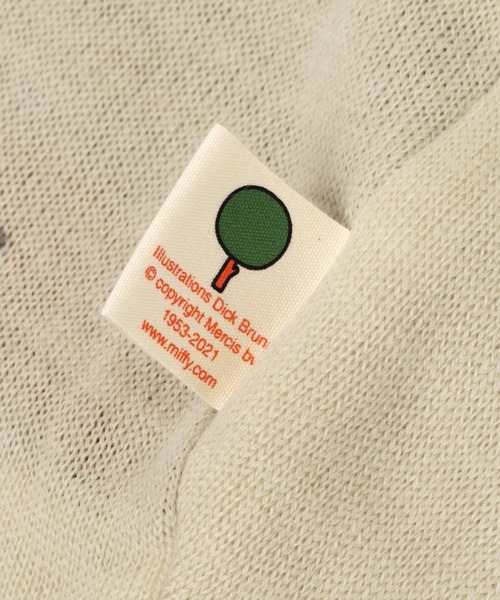 Illustrations Dick Brun
© copyright Mercis bv
1953-2021
www.miffy.com